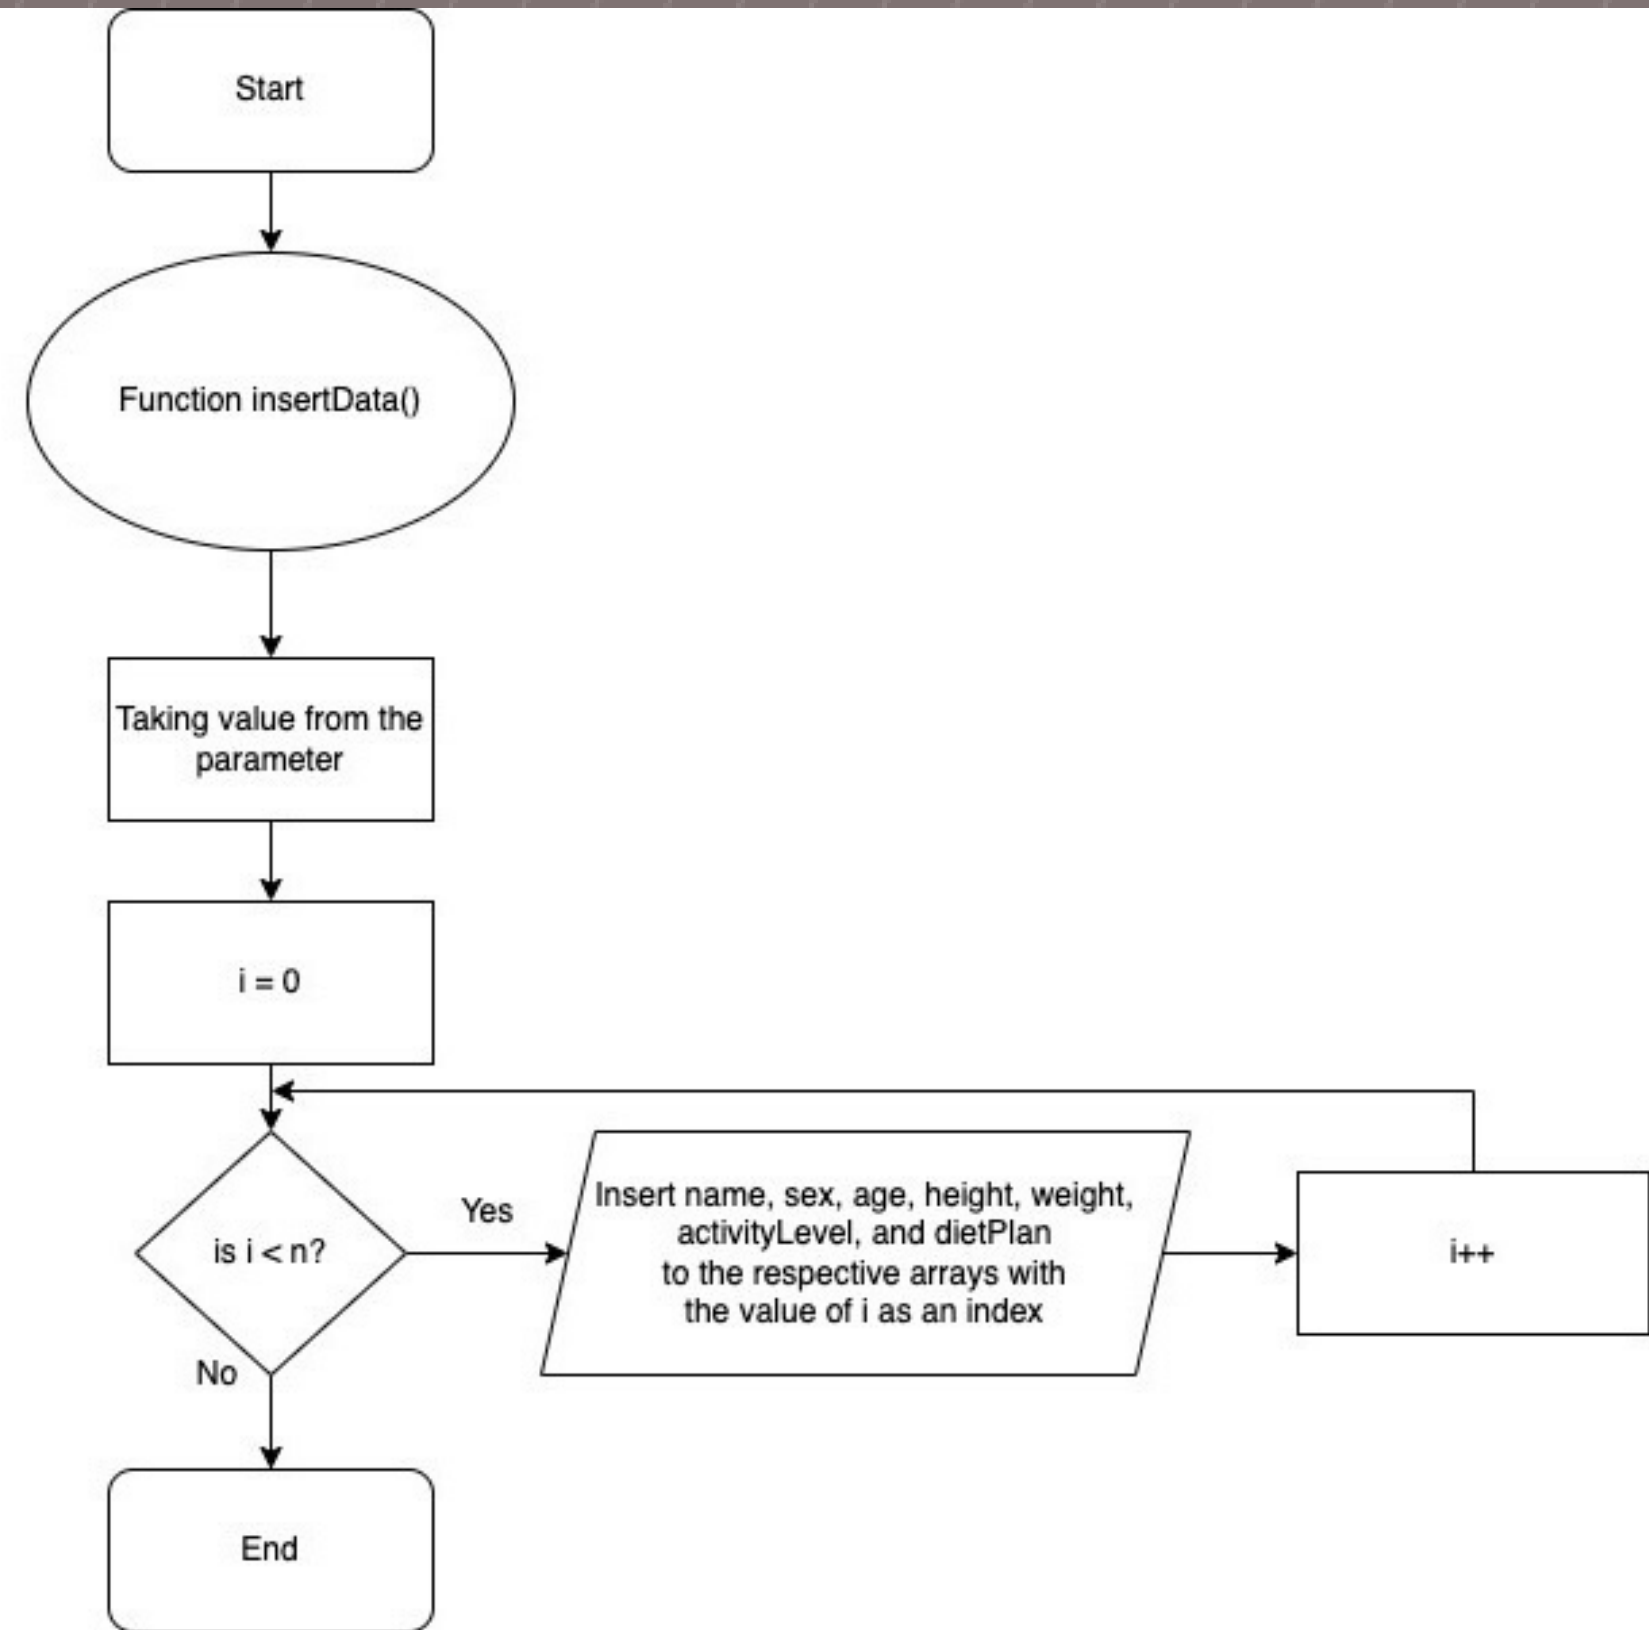 Start
Function insertData()
Taking value from the
parameter
i = 0
is i < n?
Yes
Insert name, sex, age, height, weight,
activityLevel, and dietPlan
to the respective arrays with
the value of i as an index
i++
No
End